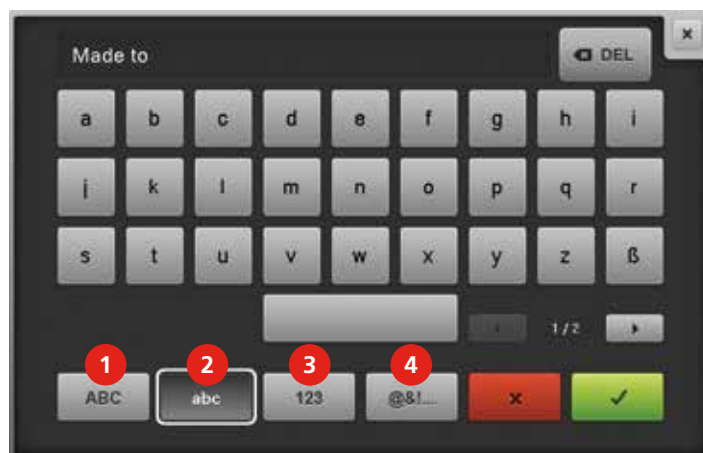 Made to DEL ×
a b c d e f g h i
j k l m n o p q r
s t u v w x y z ß
1/2
1 2 3 4
ABC abc 123 @&!... × ✓